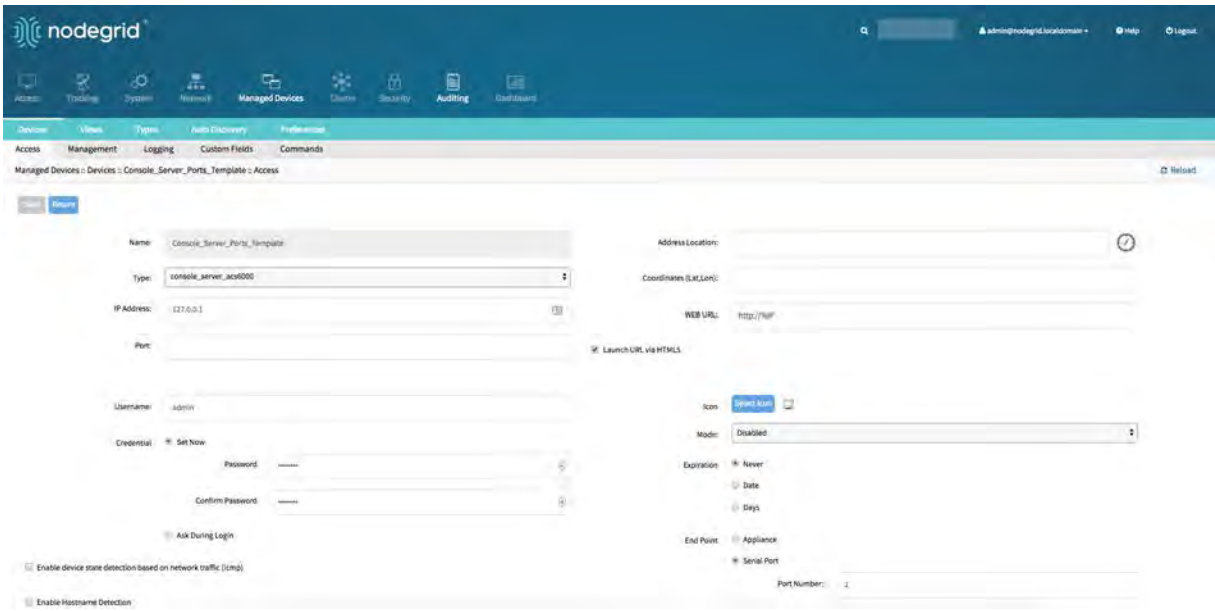 nodegrid
admin@nodegrid.localdomain Help Logout
Access Tracking System Network Managed Devices Cluster Security Auditing Dashboard
Devices Views Types Auto Discovery Preferences
Access Management Logging Custom Fields Commands
Managed Devices :: Devices :: Console_Server_Ports_Template :: Access Reload
Save Return
Name: Console_Server_Ports_Template
Type: console_server_acs6000
IP Address: 127.0.0.1
Port:
Username: admin
Credential Set Now
Password
Confirm Password
Ask During Login
Enable device state detection based on network traffic (icmp)
Enable Hostname Detection
Address Location:
Coordinates (Lat,Lon):
WEB URL: http://%IP
Launch URL via HTML5
Icon Select Icon
Mode: Disabled
Expiration Never
Date
Days
End Point Appliance
Serial Port
Port Number: